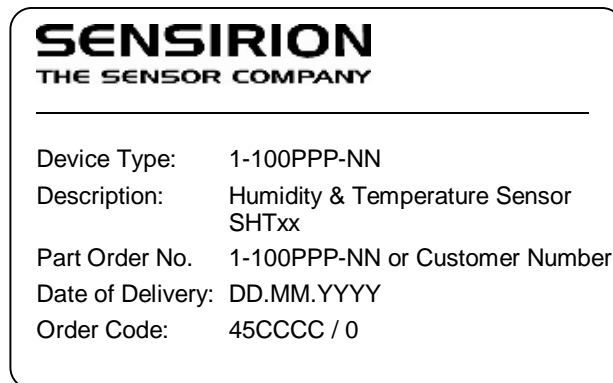 SENSIRION
THE SENSOR COMPANY
Device Type: 1-100PPP-NN
Description: Humidity & Temperature Sensor
SHTxx
Part Order No. 1-100PPP-NN or Customer Number
Date of Delivery: DD.MM.YYYY
Order Code: 45CCCC / 0